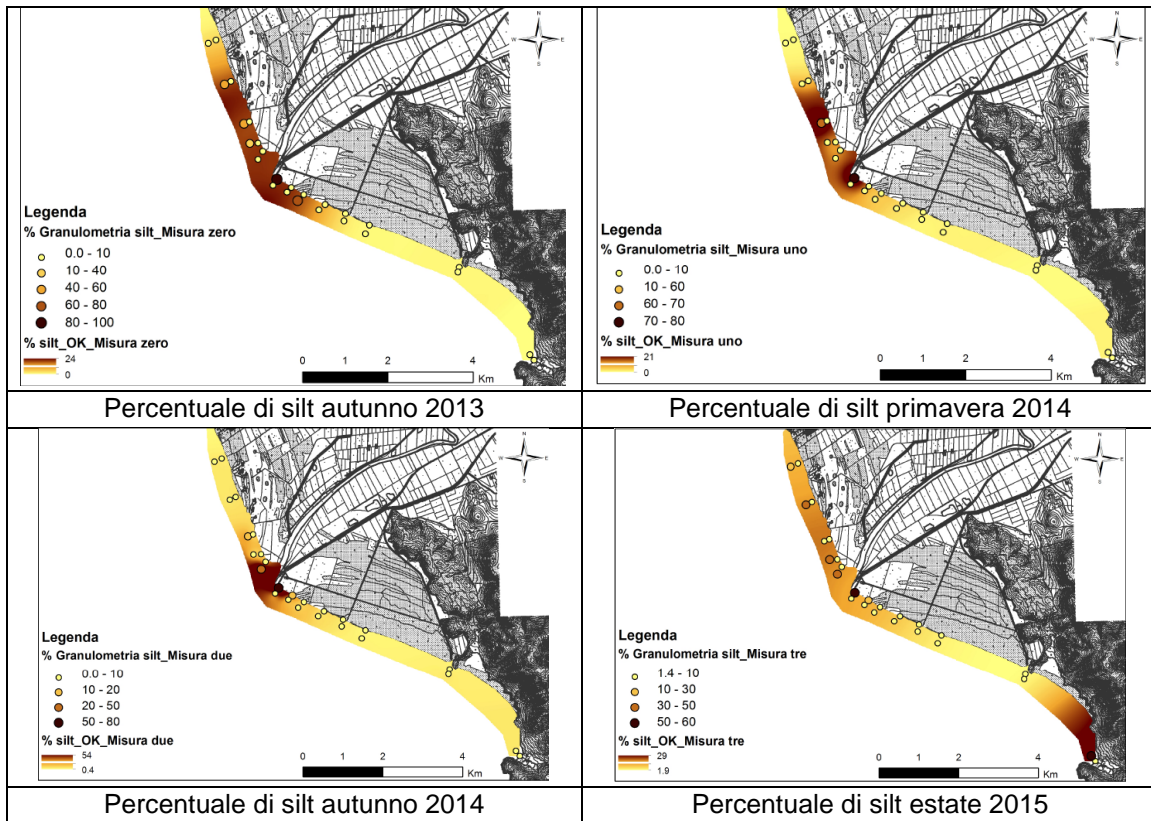 N
W E
S
Legenda
% Granulometria silt_Misura zero
0.0 - 10
10 - 40
40 - 60
60 - 80
80 - 100
% silt_OK_Misura zero
24
0
0 2 4
Km
Percentuale di silt autunno 2013
N
W E
S
Legenda
% Granulometria silt_Misura uno
0.0 - 10
10 - 60
60 - 70
70 - 80
% silt_OK_Misura uno
21
0
0 2 4
Km
Percentuale di silt primavera 2014
N
W E
S
Legenda
% Granulometria silt_Misura due
0.0 - 10
10 - 20
20 - 50
50 - 80
% silt_OK_Misura due
54
0.4
0 2 4
Km
Percentuale di silt autunno 2014
N
W E
S
Legenda
% Granulometria silt_Misura tre
1.4 - 10
10 - 30
30 - 50
50 - 60
% silt_OK_Misura tre
29
1.9
0 2 4
Km
Percentuale di silt estate 2015